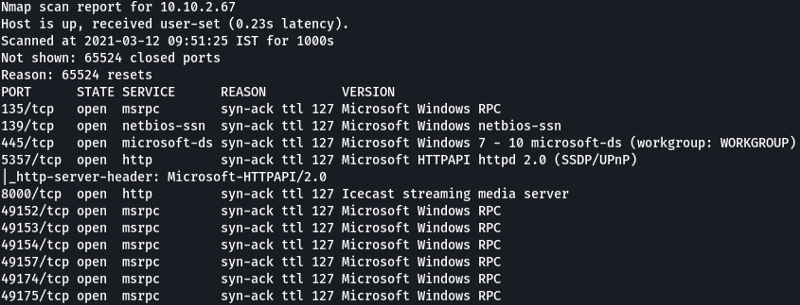 Nmap scan report for 10.10.2.67
Host is up, received user-set (0.23s latency).
Scanned at 2021-03-12 09:51:25 IST for 1000s
Not shown: 65524 closed ports
Reason: 65524 resets
PORT      STATE SERVICE      REASON          VERSION
135/tcp   open  msrpc        syn-ack ttl 127 Microsoft Windows RPC
139/tcp   open  netbios-ssn  syn-ack ttl 127 Microsoft Windows netbios-ssn
445/tcp   open  microsoft-ds syn-ack ttl 127 Microsoft Windows 7 - 10 microsoft-ds (workgroup: WORKGROUP)
5357/tcp  open  http         syn-ack ttl 127 Microsoft HTTPAPI httpd 2.0 (SSDP/UPnP)
|_http-server-header: Microsoft-HTTPAPI/2.0
8000/tcp  open  http         syn-ack ttl 127 Icecast streaming media server
49152/tcp open  msrpc        syn-ack ttl 127 Microsoft Windows RPC
49153/tcp open  msrpc        syn-ack ttl 127 Microsoft Windows RPC
49154/tcp open  msrpc        syn-ack ttl 127 Microsoft Windows RPC
49157/tcp open  msrpc        syn-ack ttl 127 Microsoft Windows RPC
49174/tcp open  msrpc        syn-ack ttl 127 Microsoft Windows RPC
49175/tcp open  msrpc        syn-ack ttl 127 Microsoft Windows RPC